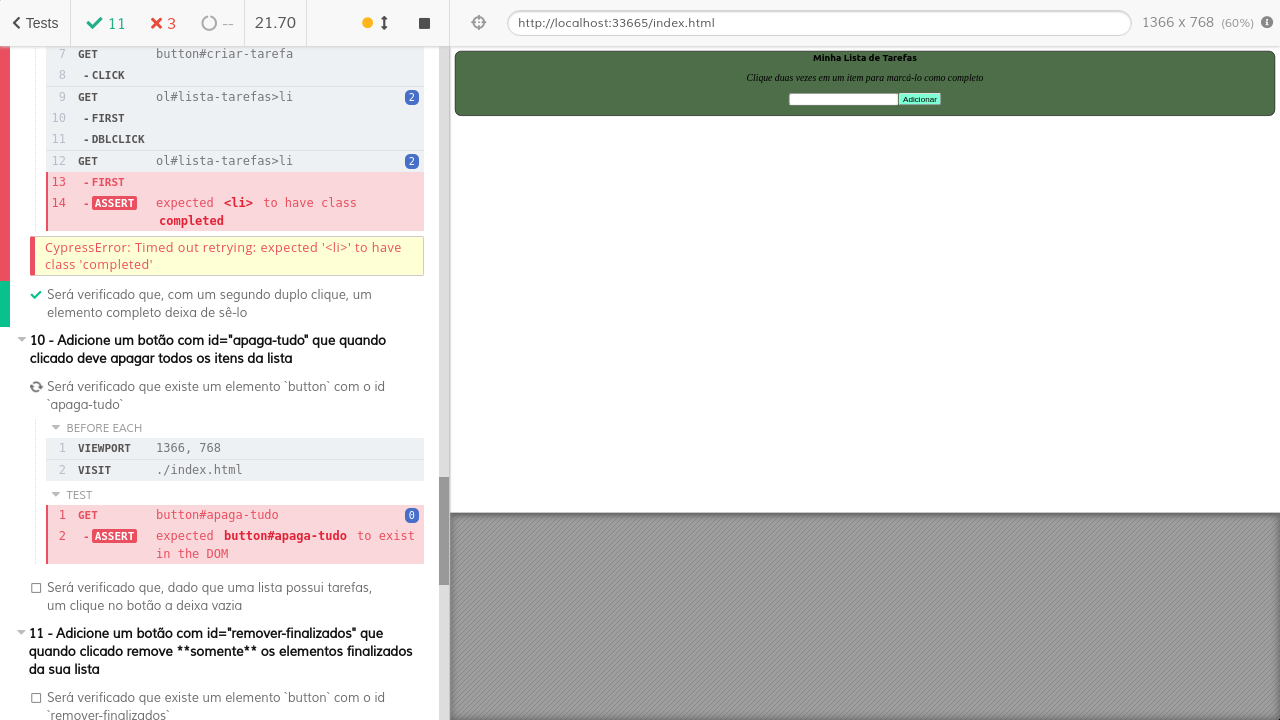 Tests 11 3 -- 21.70 http://localhost:33665/index.html 1366 x 768 (60%)
7 GET button#criar-tarefa
8 - CLICK
9 GET ol#lista-tarefas>li 2
10 - FIRST
11 - DBLCLICK
12 GET ol#lista-tarefas>li 2
13 - FIRST
14 - ASSERT expected <li> to have class
completed
CypressError: Timed out retrying: expected '<li>' to have
class 'completed'
Será verificado que, com um segundo duplo clique, um
elemento completo deixa de sê-lo
10 - Adicione um botão com id="apaga-tudo" que quando
clicado deve apagar todos os itens da lista
Será verificado que existe um elemento `button` com o id
`apaga-tudo`
BEFORE EACH
1 VIEWPORT 1366, 768
2 VISIT ./index.html
TEST
1 GET button#apaga-tudo 0
2 - ASSERT expected button#apaga-tudo to exist
in the DOM
Será verificado que, dado que uma lista possui tarefas,
um clique no botão a deixa vazia
11 - Adicione um botão com id="remover-finalizados" que
quando clicado remove **somente** os elementos finalizados
da sua lista
Será verificado que existe um elemento `button` com o id
`remover-finalizados`
Minha Lista de Tarefas
Clique duas vezes em um item para marcá-lo como completo
Adicionar